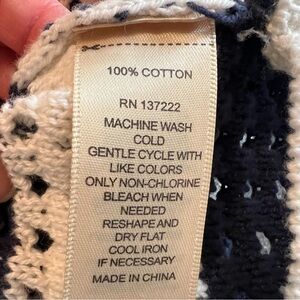 100% COTTON
RN 137222
MACHINE WASH
COLD
GENTLE CYCLE WITH
LIKE COLORS
ONLY NON-CHLORINE
BLEACH WHEN
NEEDED
RESHAPE AND
DRY FLAT
COOL IRON
IF NECESSARY
MADE IN CHINA